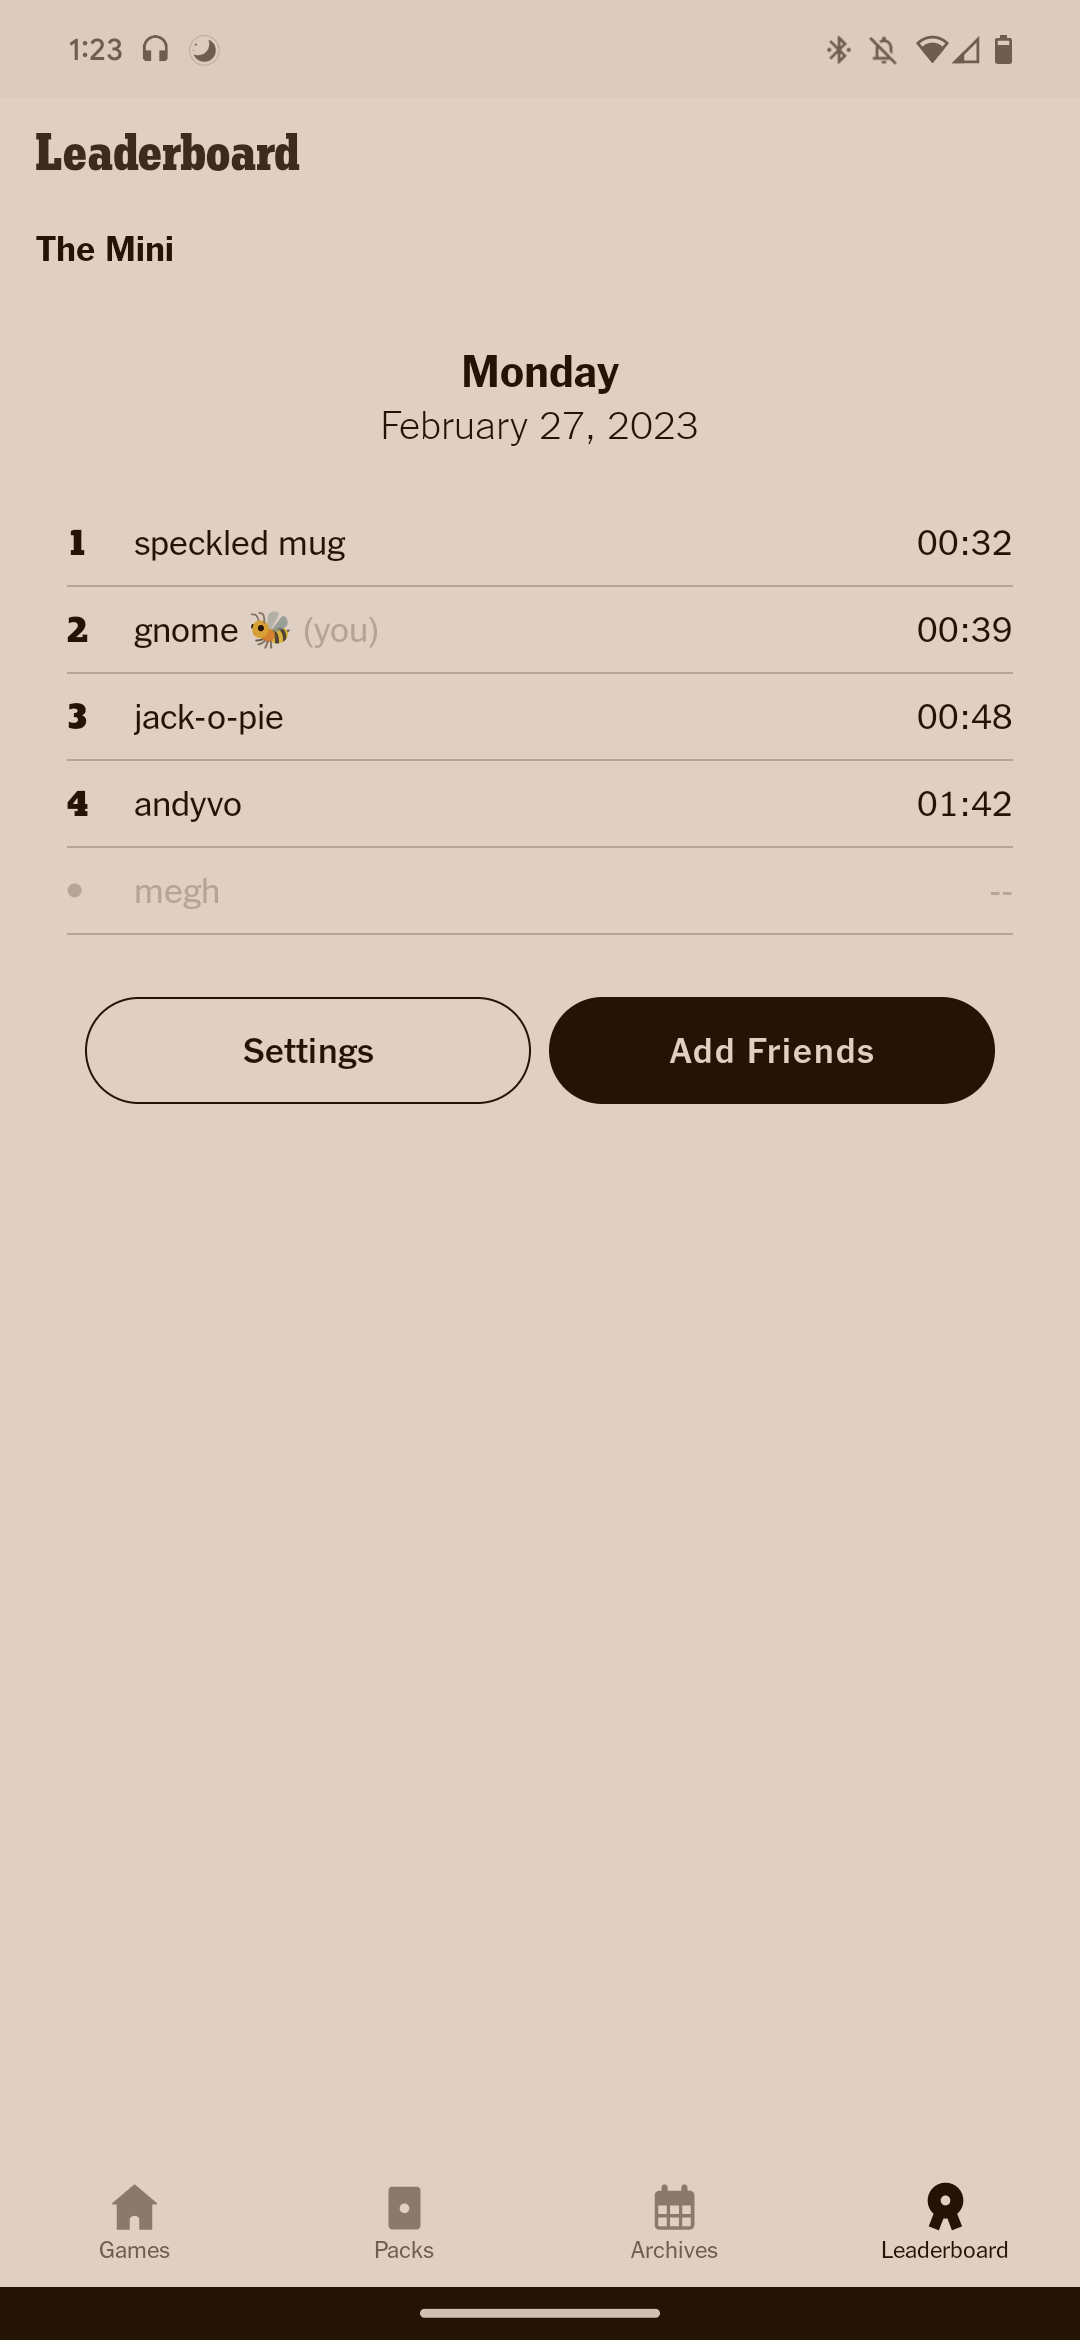 1:23
Leaderboard
The Mini
Monday
February 27, 2023
1 speckled mug 00:32
2 gnome 🐝 (you) 00:39
3 jack-o-pie 00:48
4 andyvo 01:42
• megh --
Settings Add Friends
Games Packs Archives Leaderboard